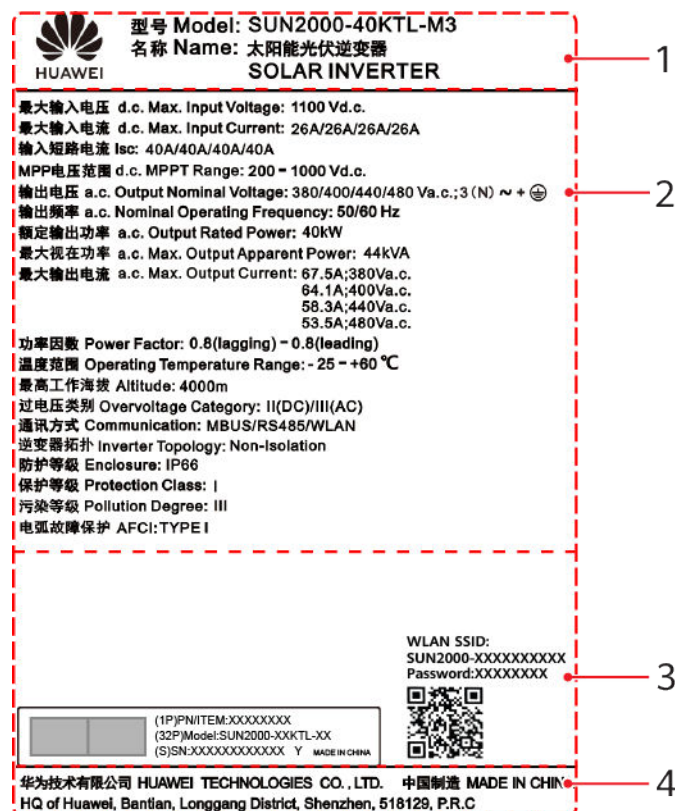 HUAWEI
型号 Model: SUN2000-40KTL-M3
名称 Name: 太阳能光伏逆变器
SOLAR INVERTER
1
最大输入电压 d.c. Max. Input Voltage: 1100 Vd.c.
最大输入电流 d.c. Max. Input Current: 26A/26A/26A/26A
输入短路电流 Isc: 40A/40A/40A/40A
MPP电压范围 d.c. MPPT Range: 200 - 1000 Vd.c.
输出电压 a.c. Output Nominal Voltage: 380/400/440/480 Va.c.;3(N) ~ + ⏚
2
输出频率 a.c. Nominal Operating Frequency: 50/60 Hz
额定输出功率 a.c. Output Rated Power: 40kW
最大视在功率 a.c. Max. Output Apparent Power: 44kVA
最大输出电流 a.c. Max. Output Current: 67.5A;380Va.c.
64.1A;400Va.c.
58.3A;440Va.c.
53.5A;480Va.c.
功率因数 Power Factor: 0.8(lagging) - 0.8(leading)
温度范围 Operating Temperature Range: - 25 - +60 ℃
最高工作海拔 Altitude: 4000m
过电压类别 Overvoltage Category: II(DC)/III(AC)
通讯方式 Communication: MBUS/RS485/WLAN
逆变器拓扑 Inverter Topology: Non-Isolation
防护等级 Enclosure: IP66
保护等级 Protection Class: I
污染等级 Pollution Degree: III
电弧故障保护 AFCI:TYPE I
WLAN SSID:
SUN2000-XXXXXXXXXX
Password:XXXXXXXX
3
(1P)PN/ITEM:XXXXXXXX
(32P)Model:SUN2000-XXKTL-XX
(S)SN:XXXXXXXXXXXX Y MADE IN CHINA
华为技术有限公司 HUAWEI TECHNOLOGIES CO., LTD. 中国制造 MADE IN CHIN
4
HQ of Huawei, Bantian, Longgang District, Shenzhen, 518129, P.R.C